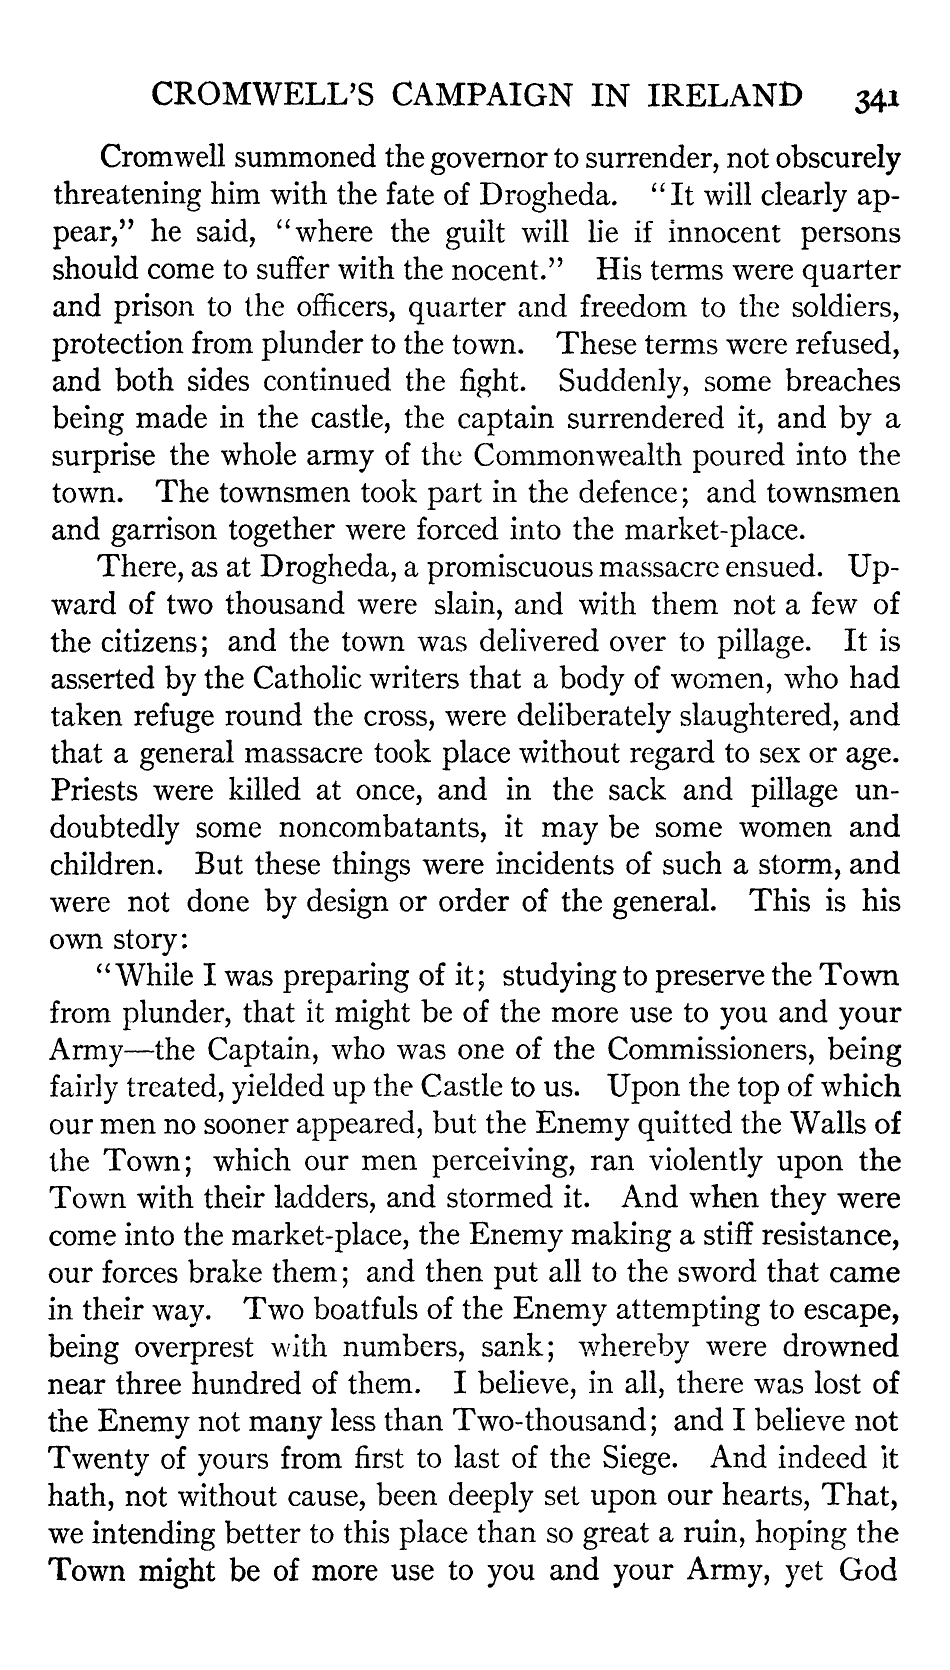 CROMWELL'S CAMPAIGN IN IRELAND 341
Cromwell summoned the governor to surrender, not obscurely
threatening him with the fate of Drogheda. "It will clearly ap-
pear," he said, "where the guilt will lie if innocent persons
should come to suffer with the nocent." His terms were quarter
and prison to the officers, quarter and freedom to the soldiers,
protection from plunder to the town. These terms were refused,
and both sides continued the fight. Suddenly, some breaches
being made in the castle, the captain surrendered it, and by a
surprise the whole army of the Commonwealth poured into the
town. The townsmen took part in the defence; and townsmen
and garrison together were forced into the market-place.
There, as at Drogheda, a promiscuous massacre ensued. Up-
ward of two thousand were slain, and with them not a few of
the citizens; and the town was delivered over to pillage. It is
asserted by the Catholic writers that a body of women, who had
taken refuge round the cross, were deliberately slaughtered, and
that a general massacre took place without regard to sex or age.
Priests were killed at once, and in the sack and pillage un-
doubtedly some noncombatants, it may be some women and
children. But these things were incidents of such a storm, and
were not done by design or order of the general. This is his
own story:
"While I was preparing of it; studying to preserve the Town
from plunder, that it might be of the more use to you and your
Army—the Captain, who was one of the Commissioners, being
fairly treated, yielded up the Castle to us. Upon the top of which
our men no sooner appeared, but the Enemy quitted the Walls of
the Town; which our men perceiving, ran violently upon the
Town with their ladders, and stormed it. And when they were
come into the market-place, the Enemy making a stiff resistance,
our forces brake them; and then put all to the sword that came
in their way. Two boatfuls of the Enemy attempting to escape,
being overprest with numbers, sank; whereby were drowned
near three hundred of them. I believe, in all, there was lost of
the Enemy not many less than Two-thousand; and I believe not
Twenty of yours from first to last of the Siege. And indeed it
hath, not without cause, been deeply set upon our hearts, That,
we intending better to this place than so great a ruin, hoping the
Town might be of more use to you and your Army, yet God